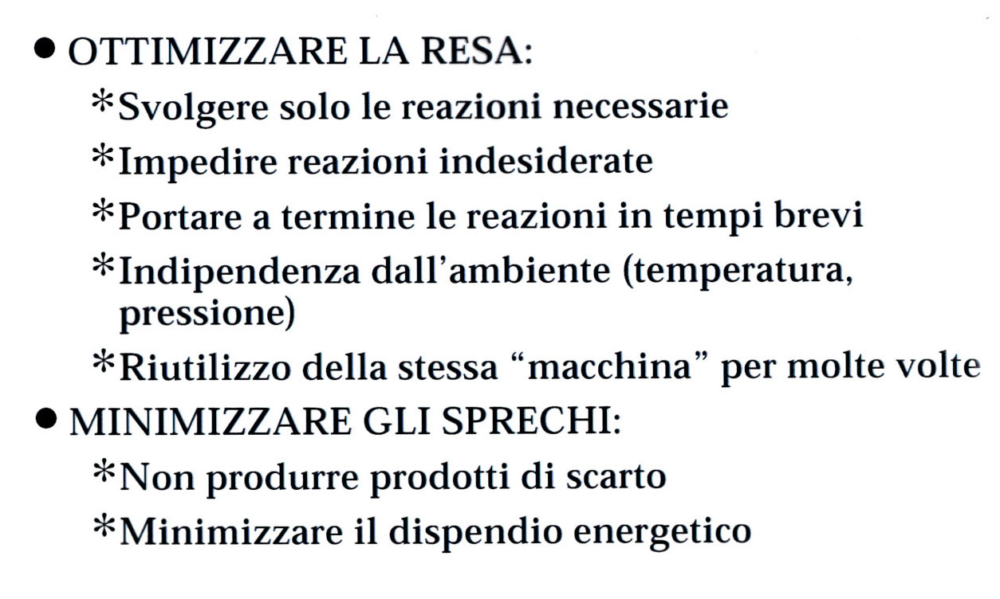 ● OTTIMIZZARE LA RESA:
*Svolgere solo le reazioni necessarie
*Impedire reazioni indesiderate
*Portare a termine le reazioni in tempi brevi
*Indipendenza dall'ambiente (temperatura,
pressione)
*Riutilizzo della stessa “macchina” per molte volte
● MINIMIZZARE GLI SPRECHI:
*Non produrre prodotti di scarto
*Minimizzare il dispendio energetico